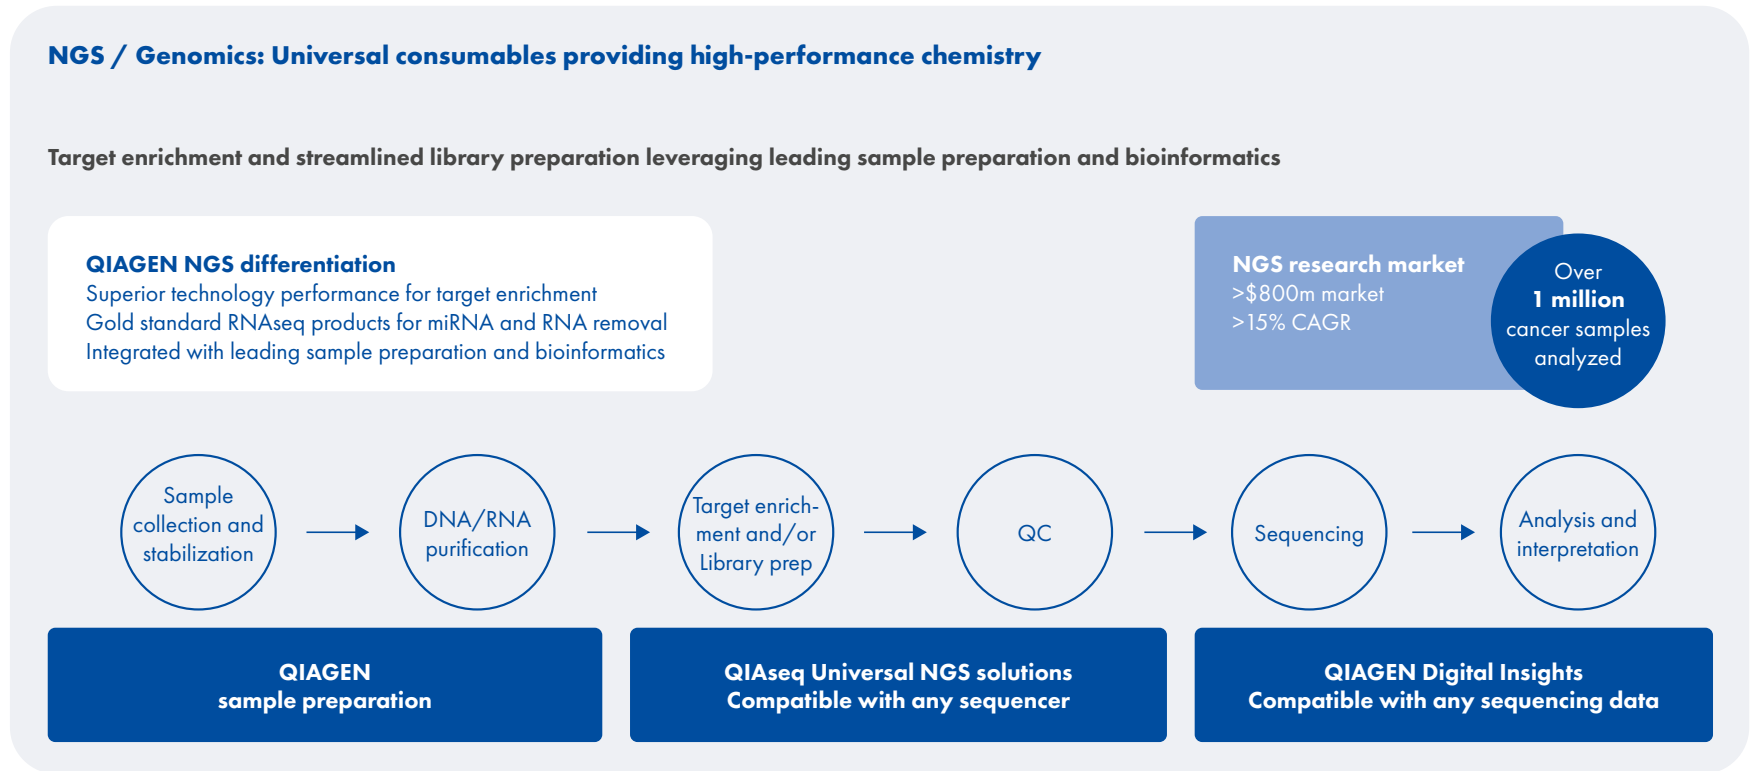 NGS / Genomics: Universal consumables providing high-performance chemistry
Target enrichment and streamlined library preparation leveraging leading sample preparation and bioinformatics
QIAGEN NGS differentiation
Superior technology performance for target enrichment
Gold standard RNAseq products for miRNA and RNA removal
Integrated with leading sample preparation and bioinformatics
NGS research market
>$800m market
>15% CAGR
Over
1 million
cancer samples
analyzed
Sample
collection and
stabilization
DNA/RNA
purification
Target enrich-
ment and/or
Library prep
QC
Sequencing
Analysis and
interpretation
QIAGEN
sample preparation
QIAseq Universal NGS solutions
Compatible with any sequencer
QIAGEN Digital Insights
Compatible with any sequencing data